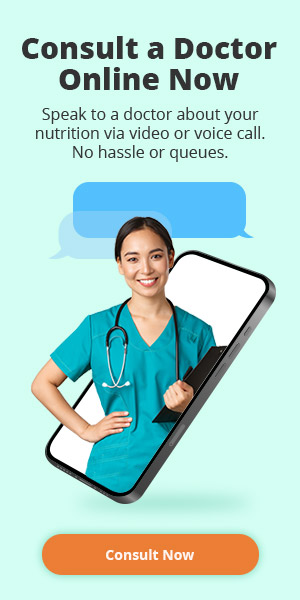 Consult a Doctor
Online Now
Speak to a doctor about your
nutrition via video or voice call.
No hassle or queues.
Consult Now